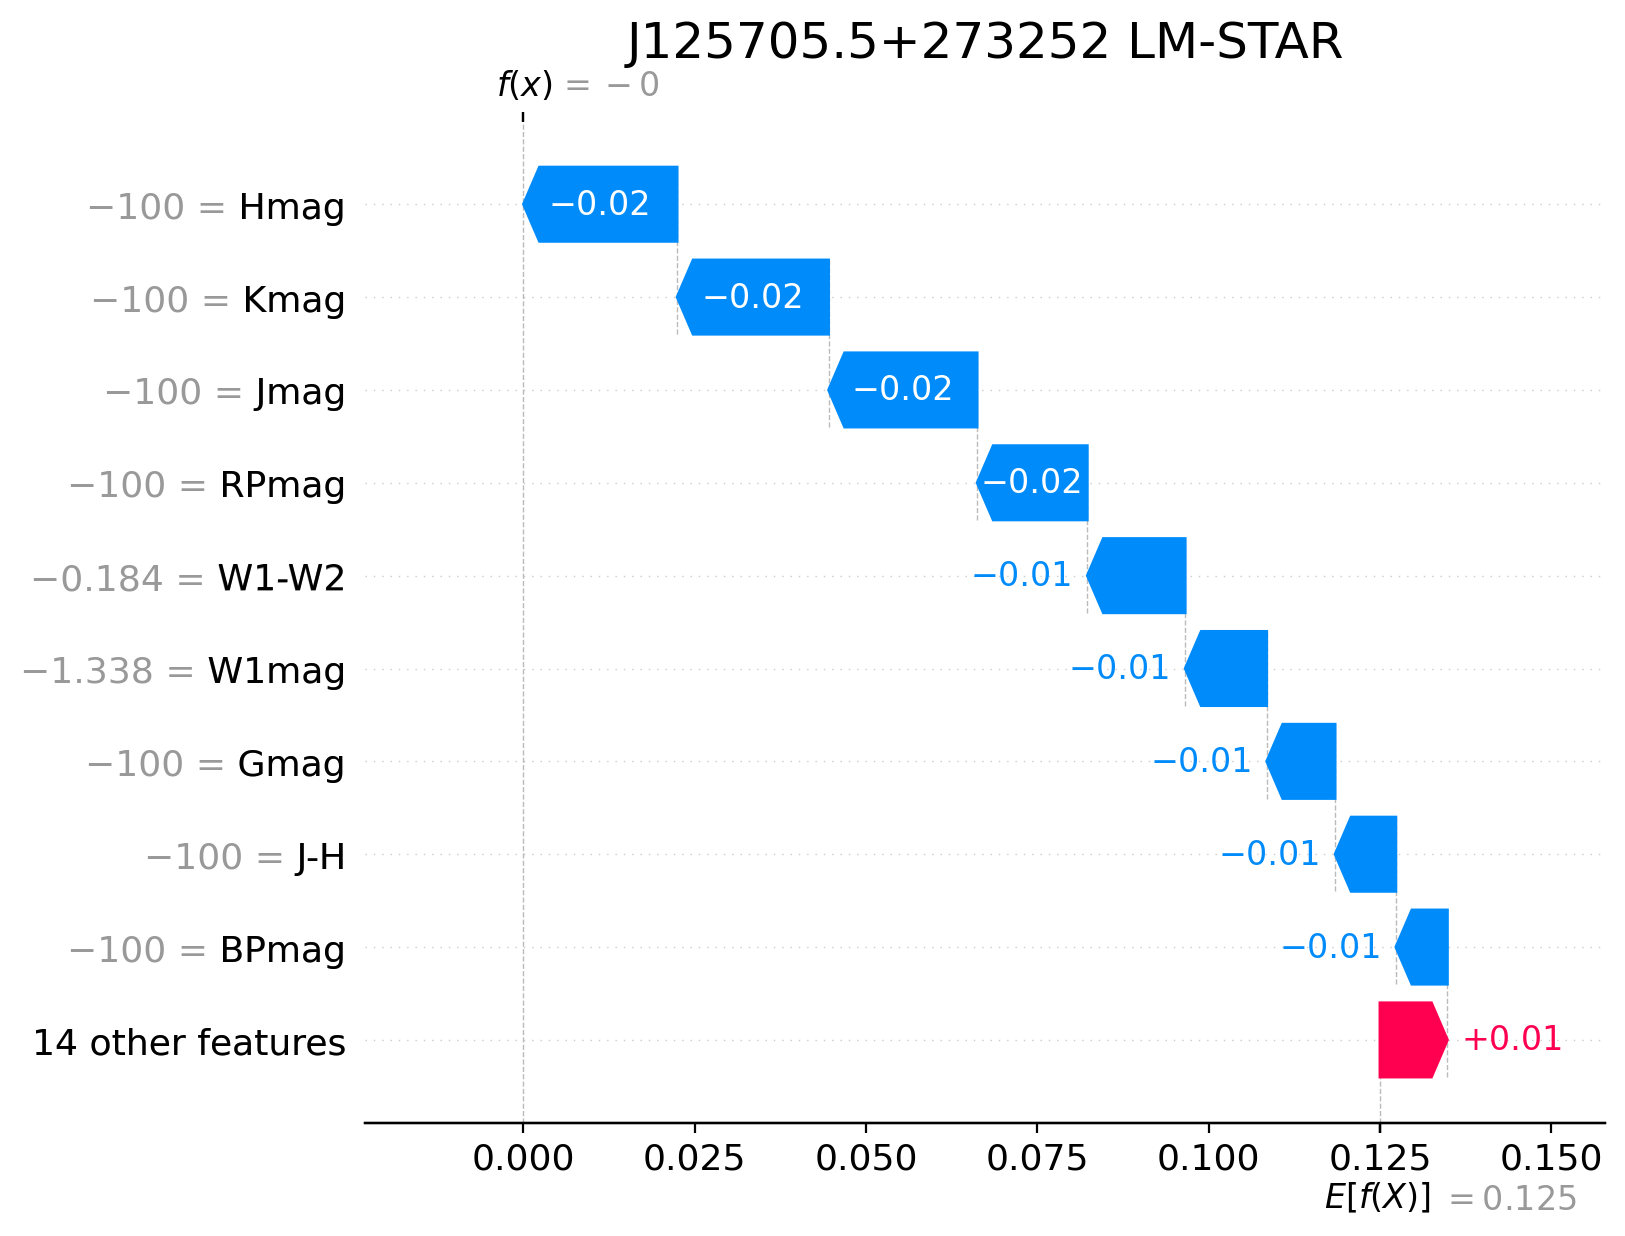 J125705.5+273252 LM-STAR
f(x) = −0
−100 = Hmag
−0.02
−100 = Kmag
−0.02
−100 = Jmag
−0.02
−100 = RPmag
−0.02
−0.184 = W1-W2
−0.01
−1.338 = W1mag
−0.01
−100 = Gmag
−0.01
−100 = J-H
−0.01
−100 = BPmag
−0.01
14 other features
+0.01
0.000 0.025 0.050 0.075 0.100 0.125 0.150
E[f(X)] = 0.125